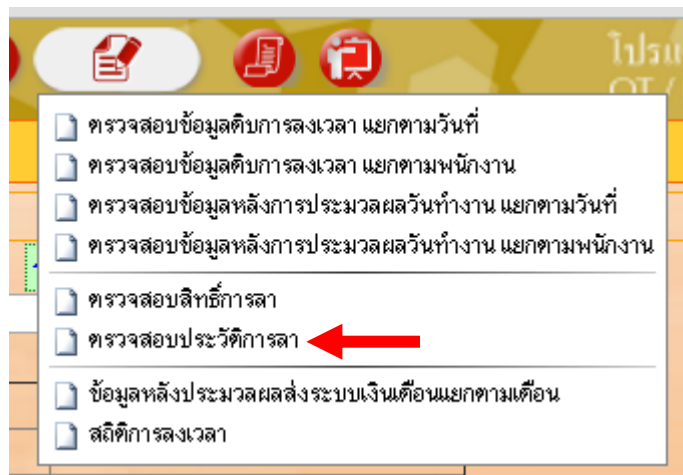 โปรแ
OT /
ตรวจสอบข้อมูลดิบการลงเวลา แยกตามวันที่
ตรวจสอบข้อมูลดิบการลงเวลา แยกตามพนักงาน
ตรวจสอบข้อมูลหลังการประมวลผลวันทำงาน แยกตามวันที่
ตรวจสอบข้อมูลหลังการประมวลผลวันทำงาน แยกตามพนักงาน
ตรวจสอบสิทธิ์การลา
ตรวจสอบประวัติการลา
ข้อมูลหลังประมวลผลส่งระบบเงินเดือนแยกตามเดือน
สถิติการลงเวลา